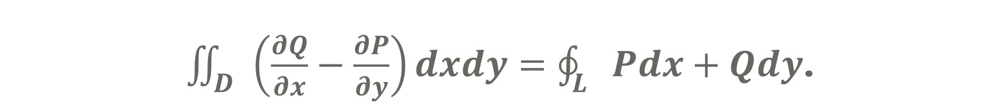 ∬_D (∂Q/∂x − ∂P/∂y) dxdy = ∮_L Pdx + Qdy.